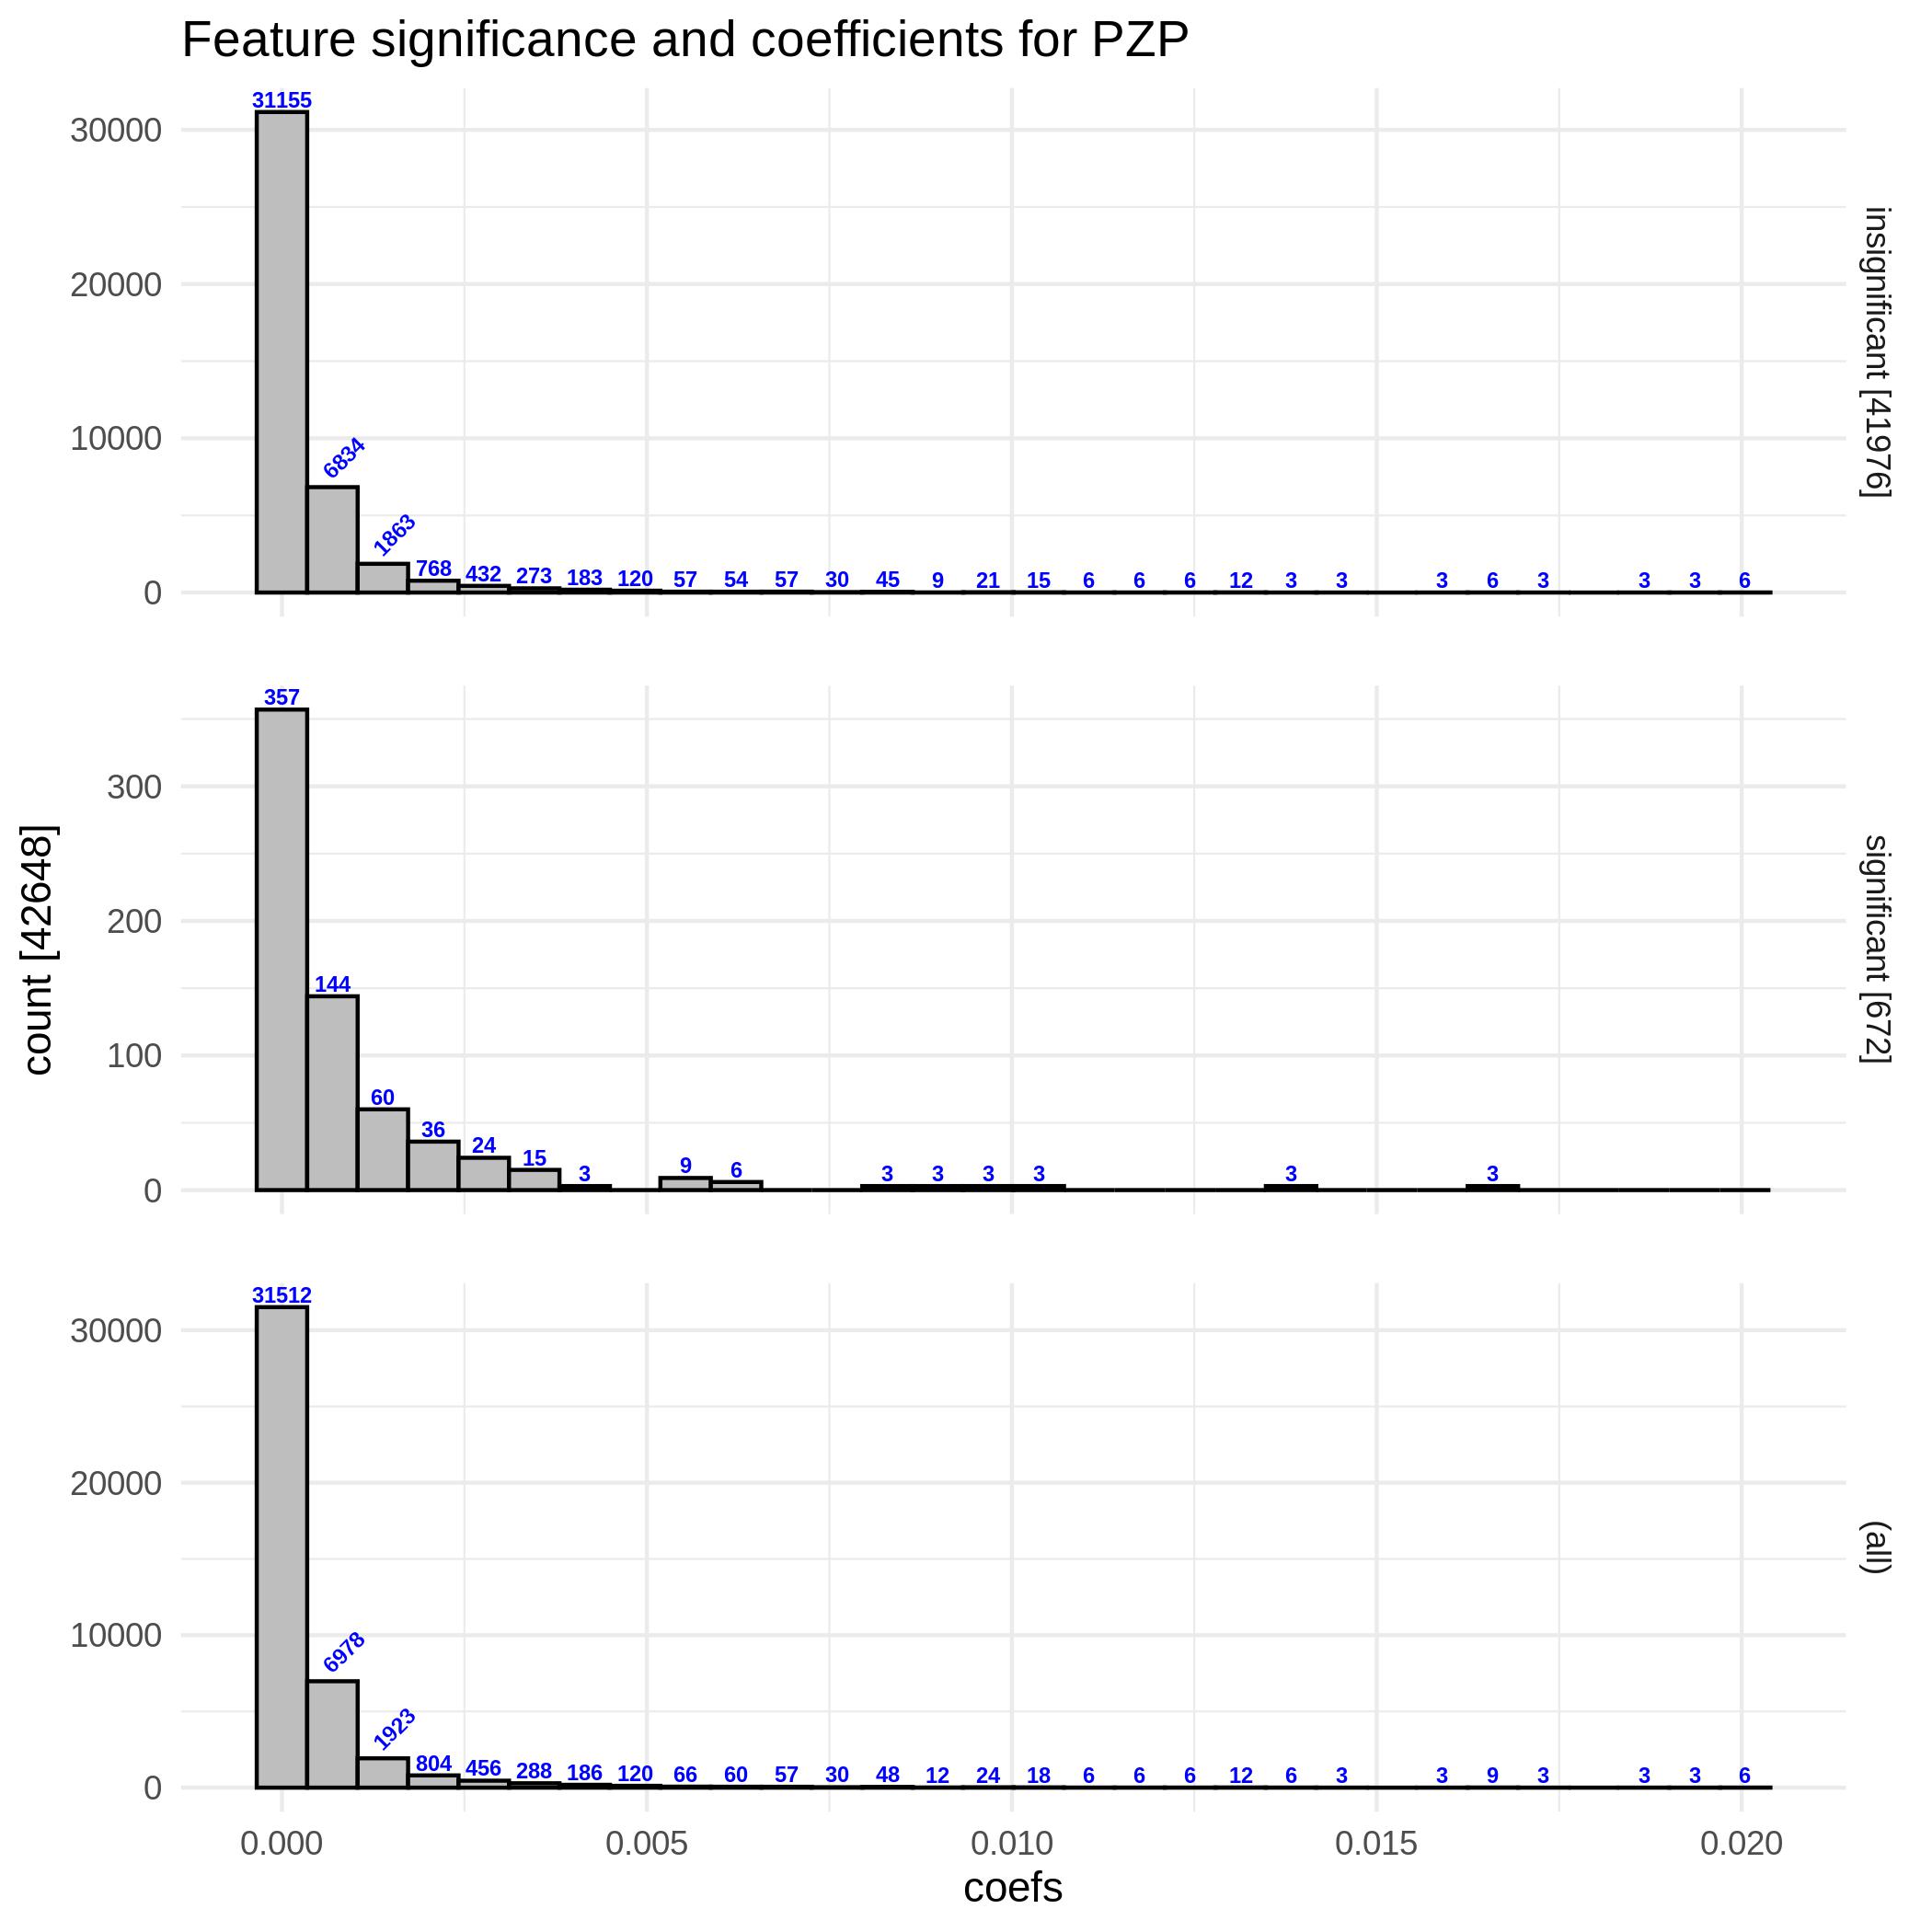 Feature significance and coefficients for PZP
count [42648]
31155
30000
20000
10000
0
6834
1863
768 432 273 183 120 57 54 57 30 45 9 21 15 6 6 6 12 3 3 3 6 3 3 3 6
insignificant [41976]
357
300
200
100
0
144
60
36
24
15
3 9 6 3 3 3 3 3 3
significant [672]
31512
30000
20000
10000
0
6978
1923
804 456 288 186 120 66 60 57 30 48 12 24 18 6 6 6 12 6 3 3 9 3 3 3 6
(all)
0.000 0.005 0.010 0.015 0.020
coefs